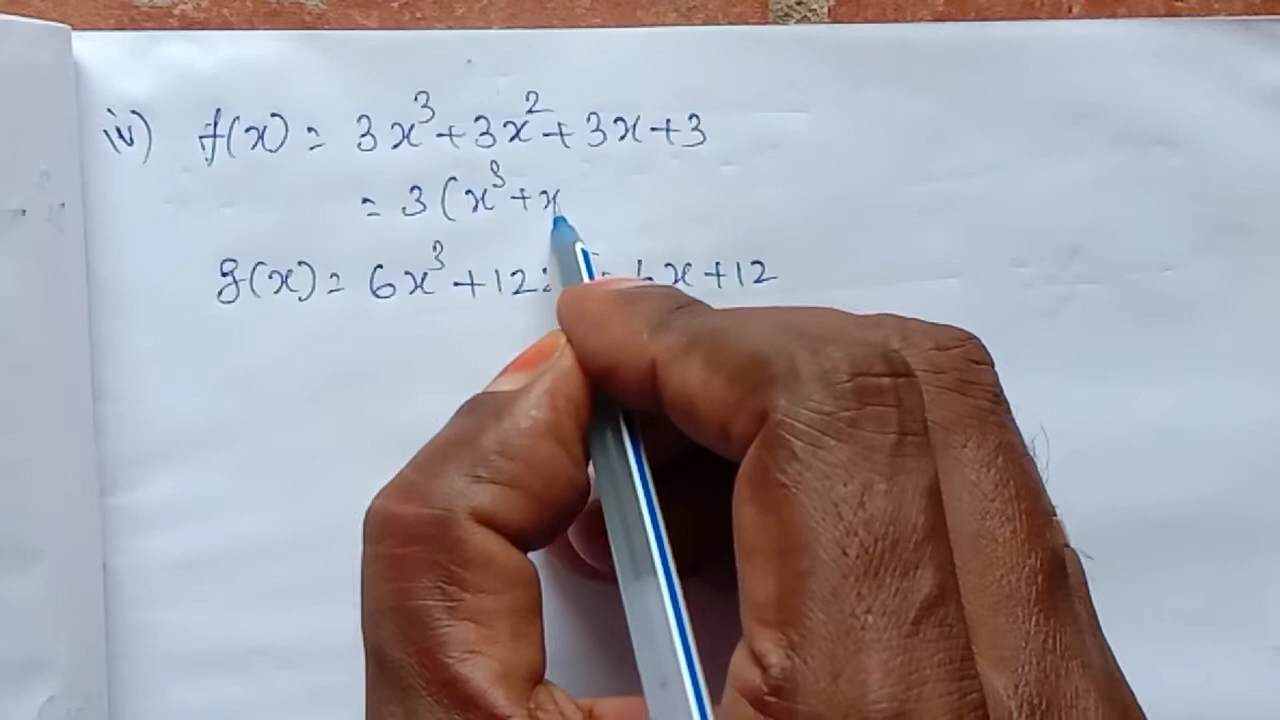 iv) f(x) = 3x³ + 3x² + 3x + 3
= 3 (x³ + x
g(x) = 6x³ + 12 x + 12